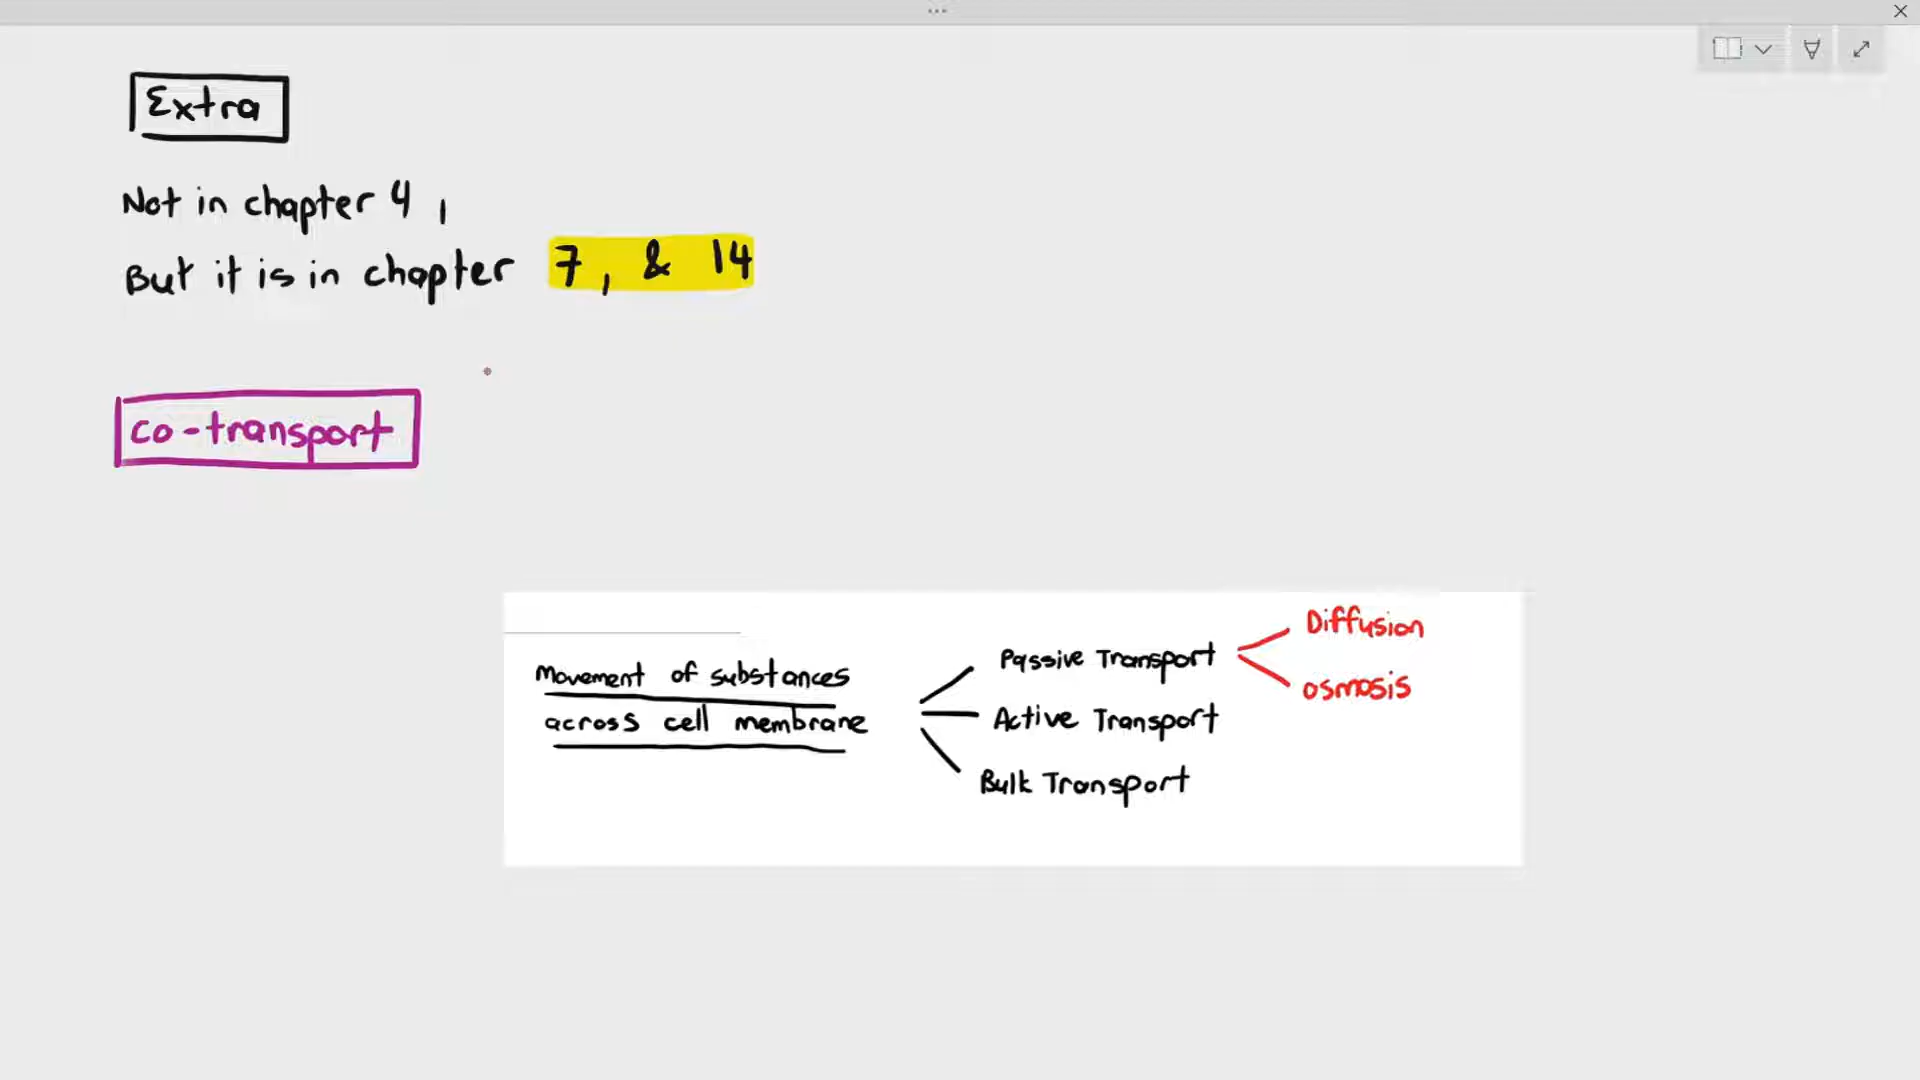 Extra
Not in chapter 4,
But it is in chapter 7, & 14
co-transport
Movement of substances
across cell membrane
Passive Transport
Active Transport
Bulk Transport
Diffusion
osmosis